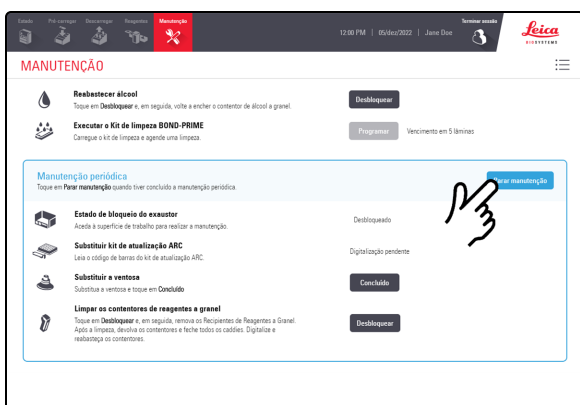 Estado Pré-carregar Descarregar Reagentes Manutenção Terminar sessão
12:00 PM | 05/dez/2022 | Jane Doe
Leica
BIOSYSTEMS
MANUTENÇÃO
Reabastecer álcool
Toque em Desbloquear e, em seguida, volte a encher o contentor de álcool a granel.
Desbloquear
Executar o Kit de limpeza BOND-PRIME
Carregue o kit de limpeza e agende uma limpeza.
Programar Vencimento em 5 lâminas
Manutenção periódica
Toque em Parar manutenção quando tiver concluído a manutenção periódica.
Parar manutenção
Estado de bloqueio do exaustor
Aceda à superfície de trabalho para realizar a manutenção.
Desbloqueado
Substituir kit de atualização ARC
Leia o código de barras do kit de atualização ARC.
Digitalização pendente
Substituir a ventosa
Substitua a ventosa e toque em Concluído
Concluído
Limpar os contentores de reagentes a granel
Toque em Desbloquear e, em seguida, remova os Recipientes de Reagentes a Granel.
Após a limpeza, devolva os contentores e feche todos os caddies. Digitalize e
reabasteça os contentores.
Desbloquear